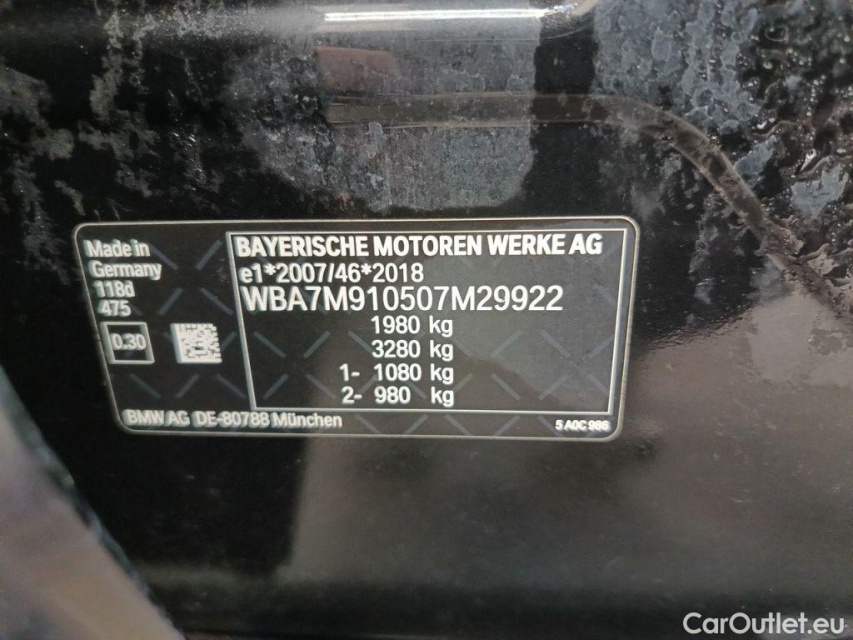 Made in
Germany
118d
475
0.30
BAYERISCHE MOTOREN WERKE AG
e1*2007/46*2018
WBA7M910507M29922
1980 kg
3280 kg
1- 1080 kg
2- 980 kg
BMW AG DE-80788 München
5 A0C 986
CarOutlet.eu